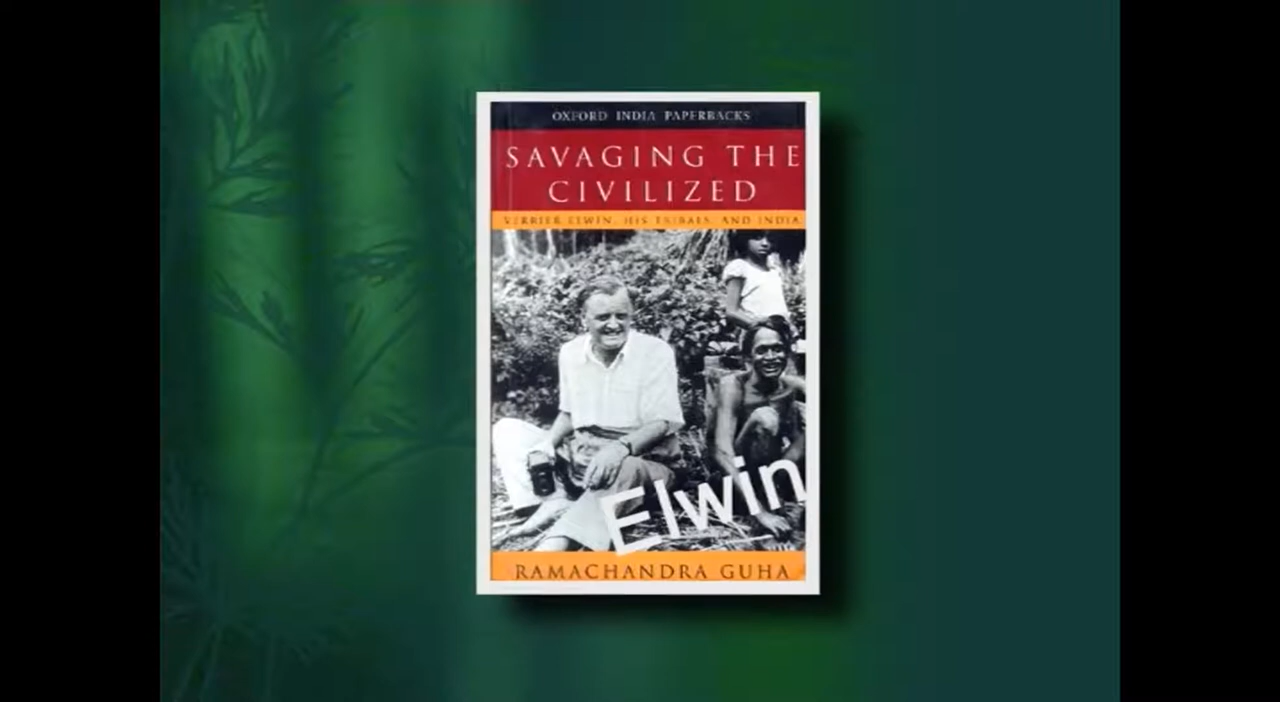 OXFORD INDIA PAPERBACKS
SAVAGING THE
CIVILIZED
VERRIER ELWIN, HIS TRIBALS, AND INDIA
Elwin
RAMACHANDRA GUHA